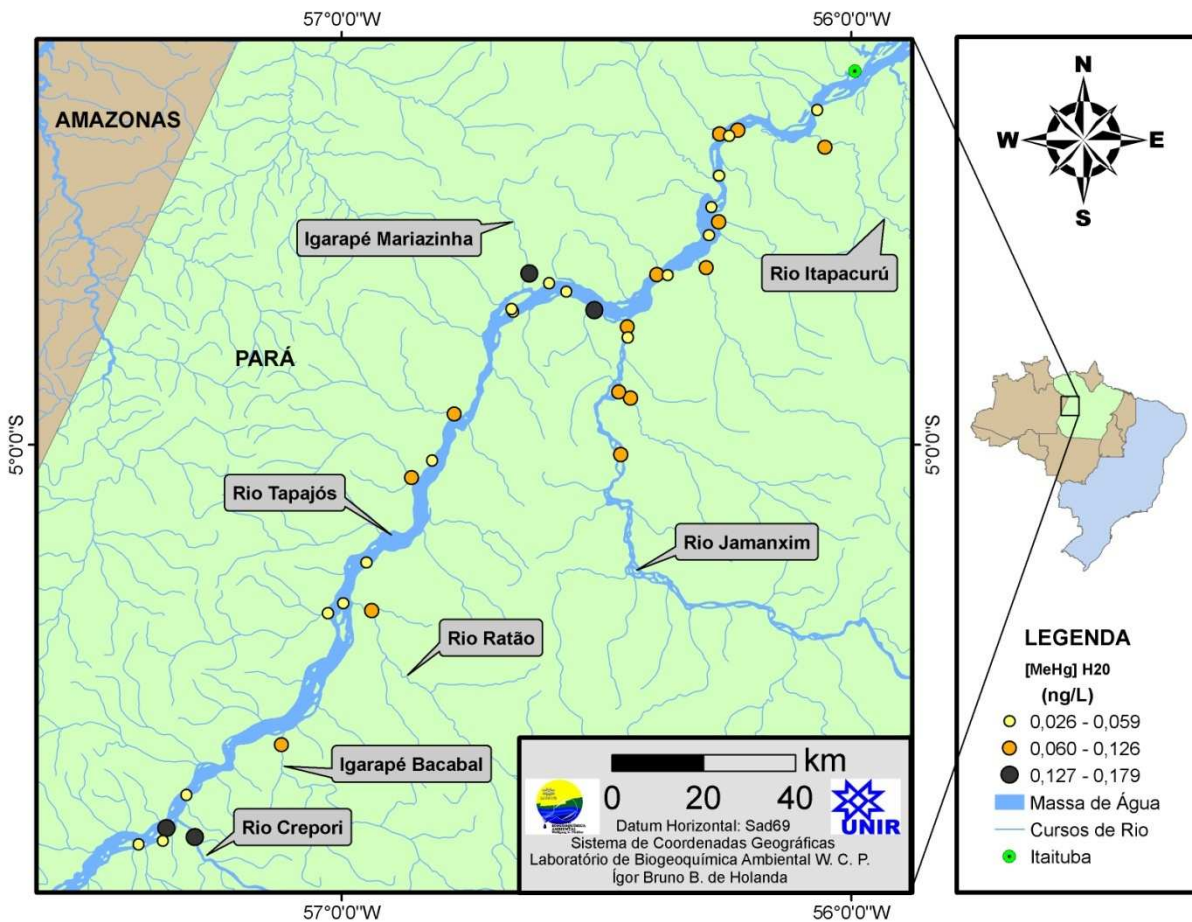 57°0'0"W
56°0'0"W
AMAZONAS
PARÁ
Igarapé Mariazinha
Rio Itapacurú
5°0'0"S
5°0'0"S
Rio Tapajós
Rio Jamanxim
Rio Ratão
Igarapé Bacabal
Rio Crepori
km
0 20 40
UNIR
Datum Horizontal: Sad69
Sistema de Coordenadas Geográficas
Laboratório de Biogeoquímica Ambiental W. C. P.
Ígor Bruno B. de Holanda
57°0'0"W
56°0'0"W
N
W
E
S
LEGENDA
[MeHg] H20
(ng/L)
0,026 - 0,059
0,060 - 0,126
0,127 - 0,179
Massa de Água
Cursos de Rio
Itaituba